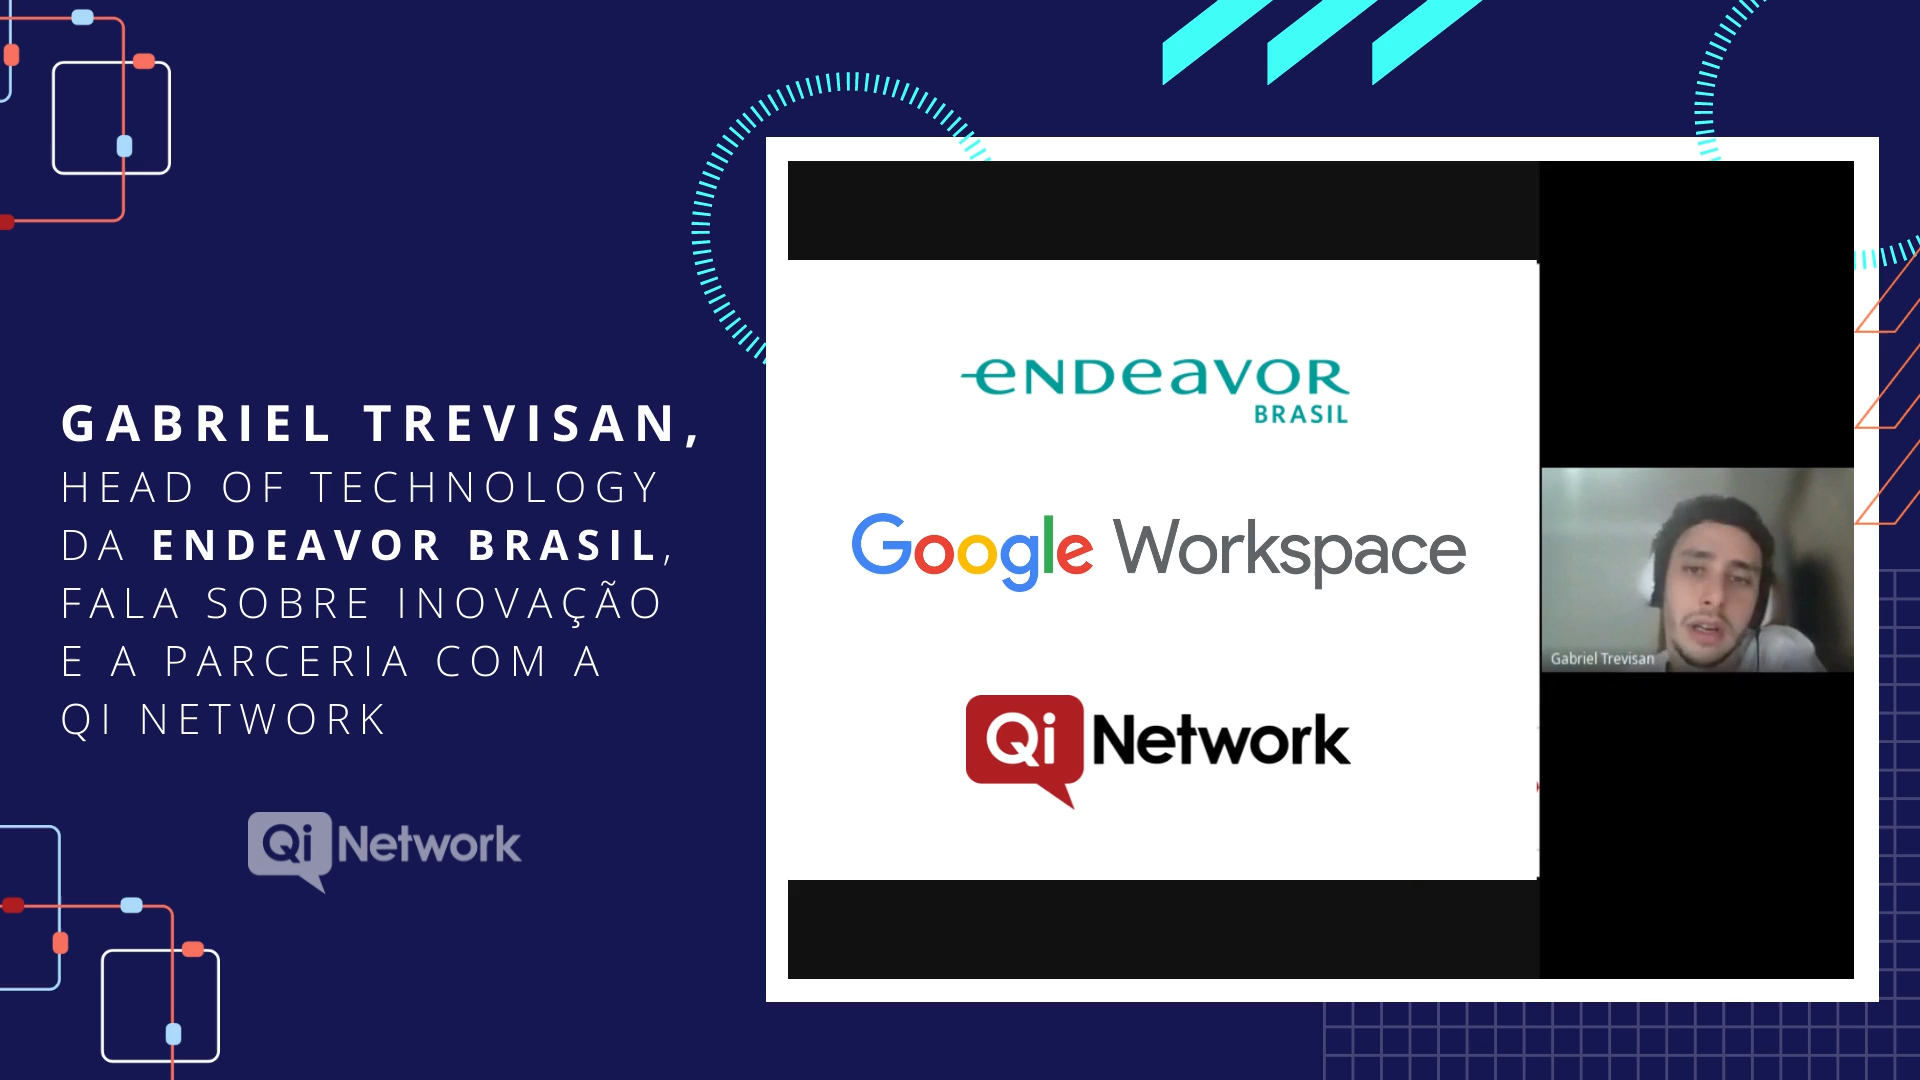 GABRIEL TREVISAN,
HEAD OF TECHNOLOGY
DA ENDEAVOR BRASIL,
FALA SOBRE INOVAÇÃO
E A PARCERIA COM A
QI NETWORK
Qi Network
eNDeavOR
BRASIL
Google Workspace
Qi Network
Gabriel Trevisan